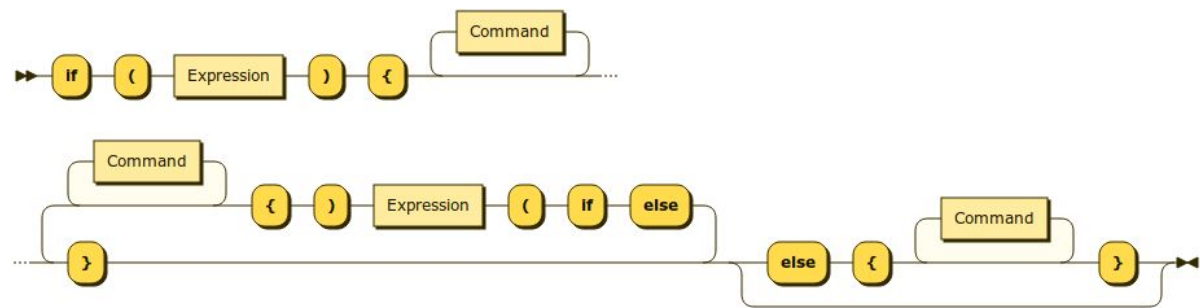 Command
if ( Expression ) {
Command
{ ) Expression ( if else
Command
} else { }